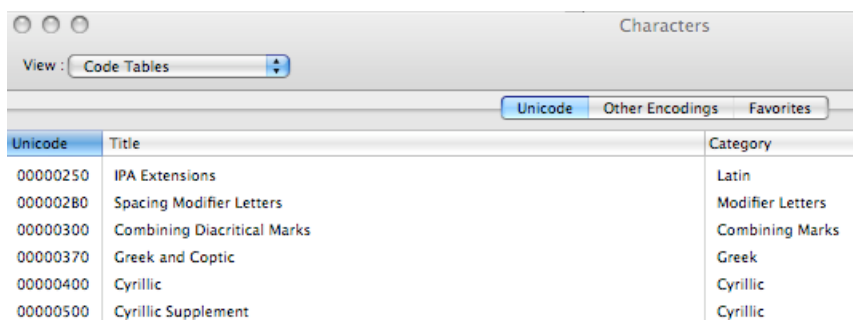 Characters
View : Code Tables
Unicode Other Encodings Favorites
Unicode Title Category
00000250 IPA Extensions Latin
000002B0 Spacing Modifier Letters Modifier Letters
00000300 Combining Diacritical Marks Combining Marks
00000370 Greek and Coptic Greek
00000400 Cyrillic Cyrillic
00000500 Cyrillic Supplement Cyrillic